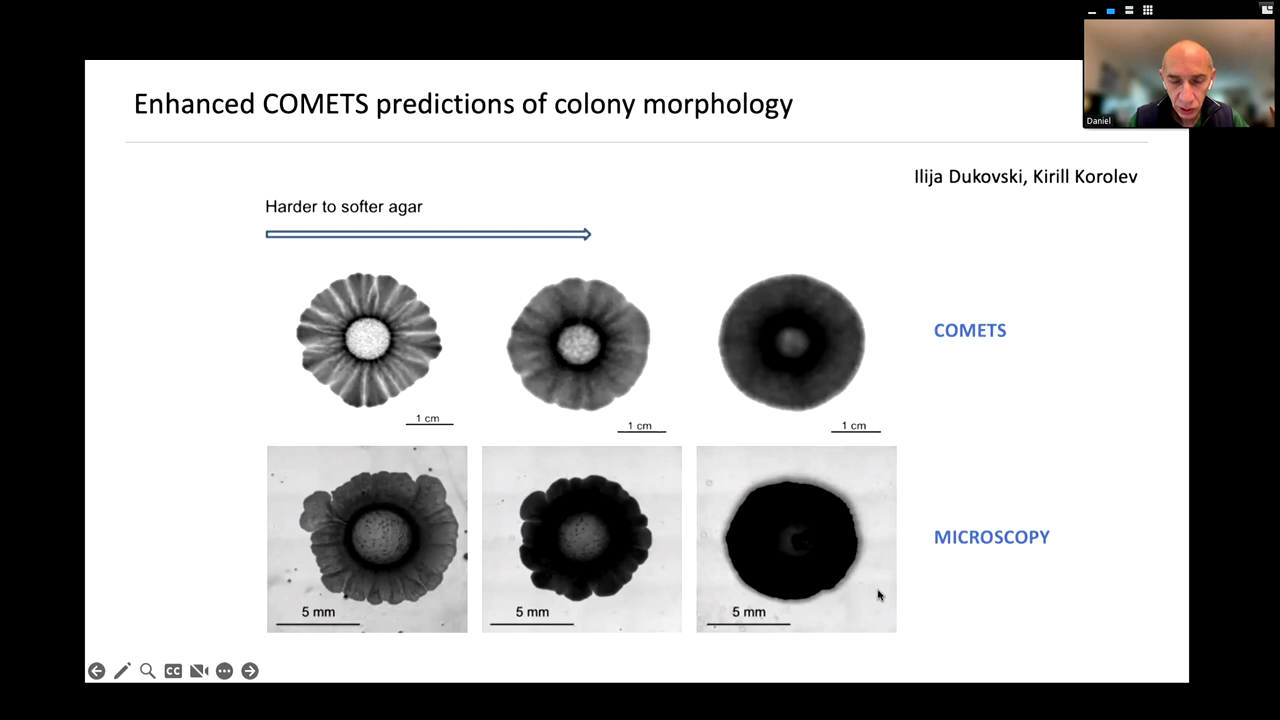 Enhanced COMETS predictions of colony morphology
Daniel
Ilija Dukovski, Kirill Korolev
Harder to softer agar
COMETS
1 cm
1 cm
1 cm
MICROSCOPY
5 mm
5 mm
5 mm
CC